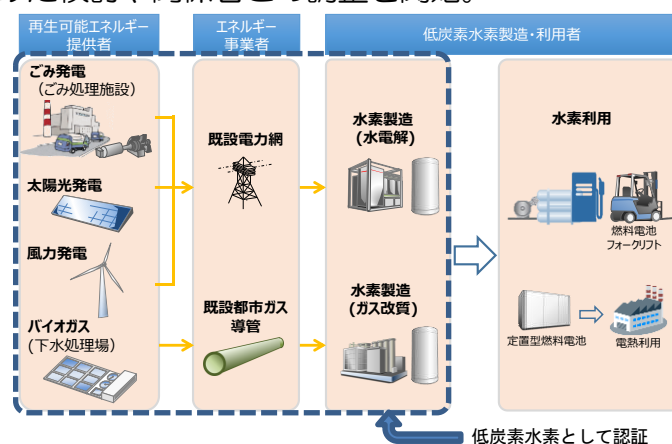 再生可能エネルギー
提供者
エネルギー
事業者
低炭素水素製造・利用者
ごみ発電
(ごみ処理施設)
太陽光発電
風力発電
バイオガス
(下水処理場)
既設電力網
既設都市ガス
導管
水素製造
(水電解)
水素製造
(ガス改質)
水素利用
燃料電池
フォークリフト
定置型燃料電池
電熱利用
低炭素水素として認証